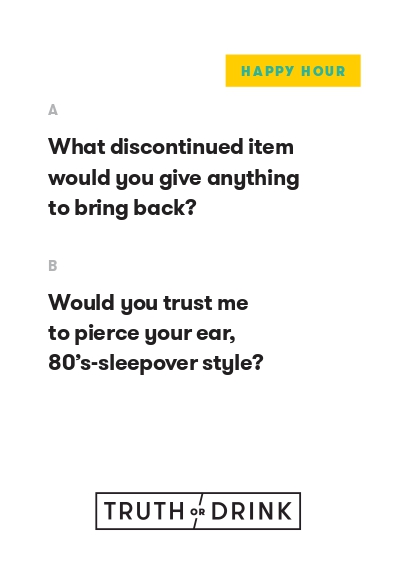 HAPPY HOUR
A
What discontinued item
would you give anything
to bring back?
B
Would you trust me
to pierce your ear,
80's-sleepover style?
TRUTH OR DRINK